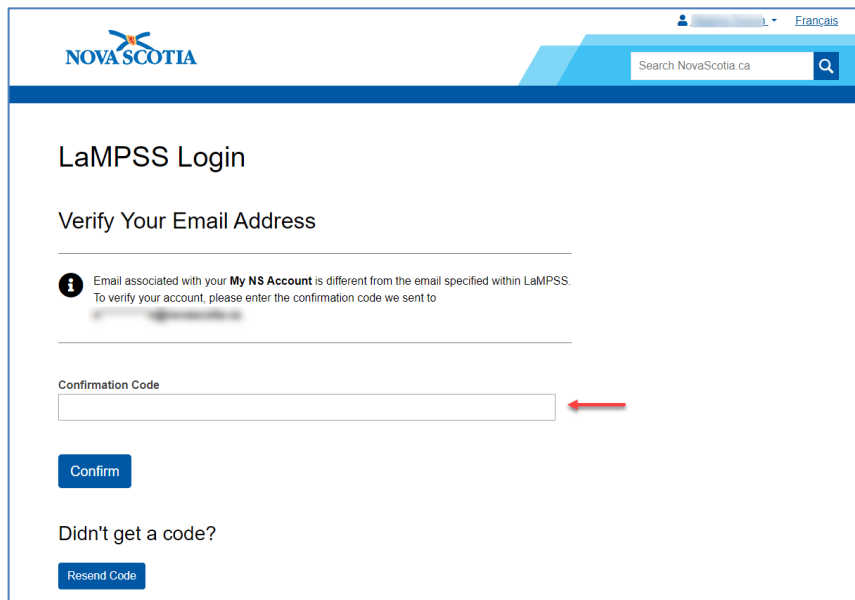 Français
NOVA SCOTIA
Search NovaScotia.ca
LaMPSS Login
Verify Your Email Address
Email associated with your My NS Account is different from the email specified within LaMPSS.
To verify your account, please enter the confirmation code we sent to
Confirmation Code
Confirm
Didn't get a code?
Resend Code